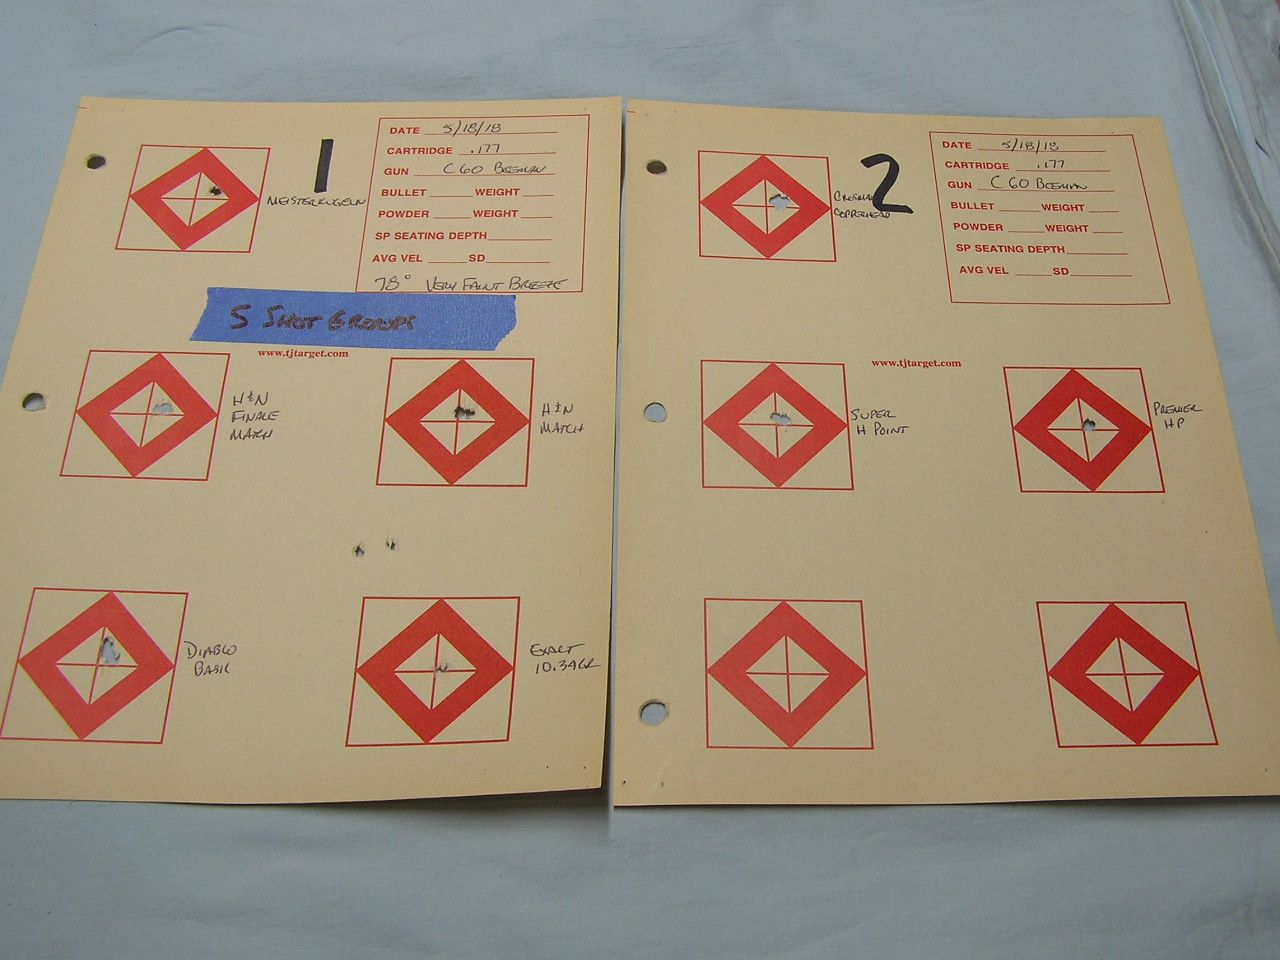 1
DATE 5/18/18
CARTRIDGE .177
GUN C60 BEEMAN
BULLET WEIGHT
POWDER WEIGHT
SP SEATING DEPTH
AVG VEL SD
78° VERY FAINT BREEZE
MEISTERKUGELN
5 SHOT GROUPS
www.tjtarget.com
H&N
FINALE
MATCH
H&N
MATCH
DIABLO
BASIC
EXACT
10.34GR
2
DATE 5/18/18
CARTRIDGE .177
GUN C60 BEEMAN
BULLET WEIGHT
POWDER WEIGHT
SP SEATING DEPTH
AVG VEL SD
CROSMAN
COPPERHEAD
www.tjtarget.com
SUPER
H POINT
PREMIER
HP